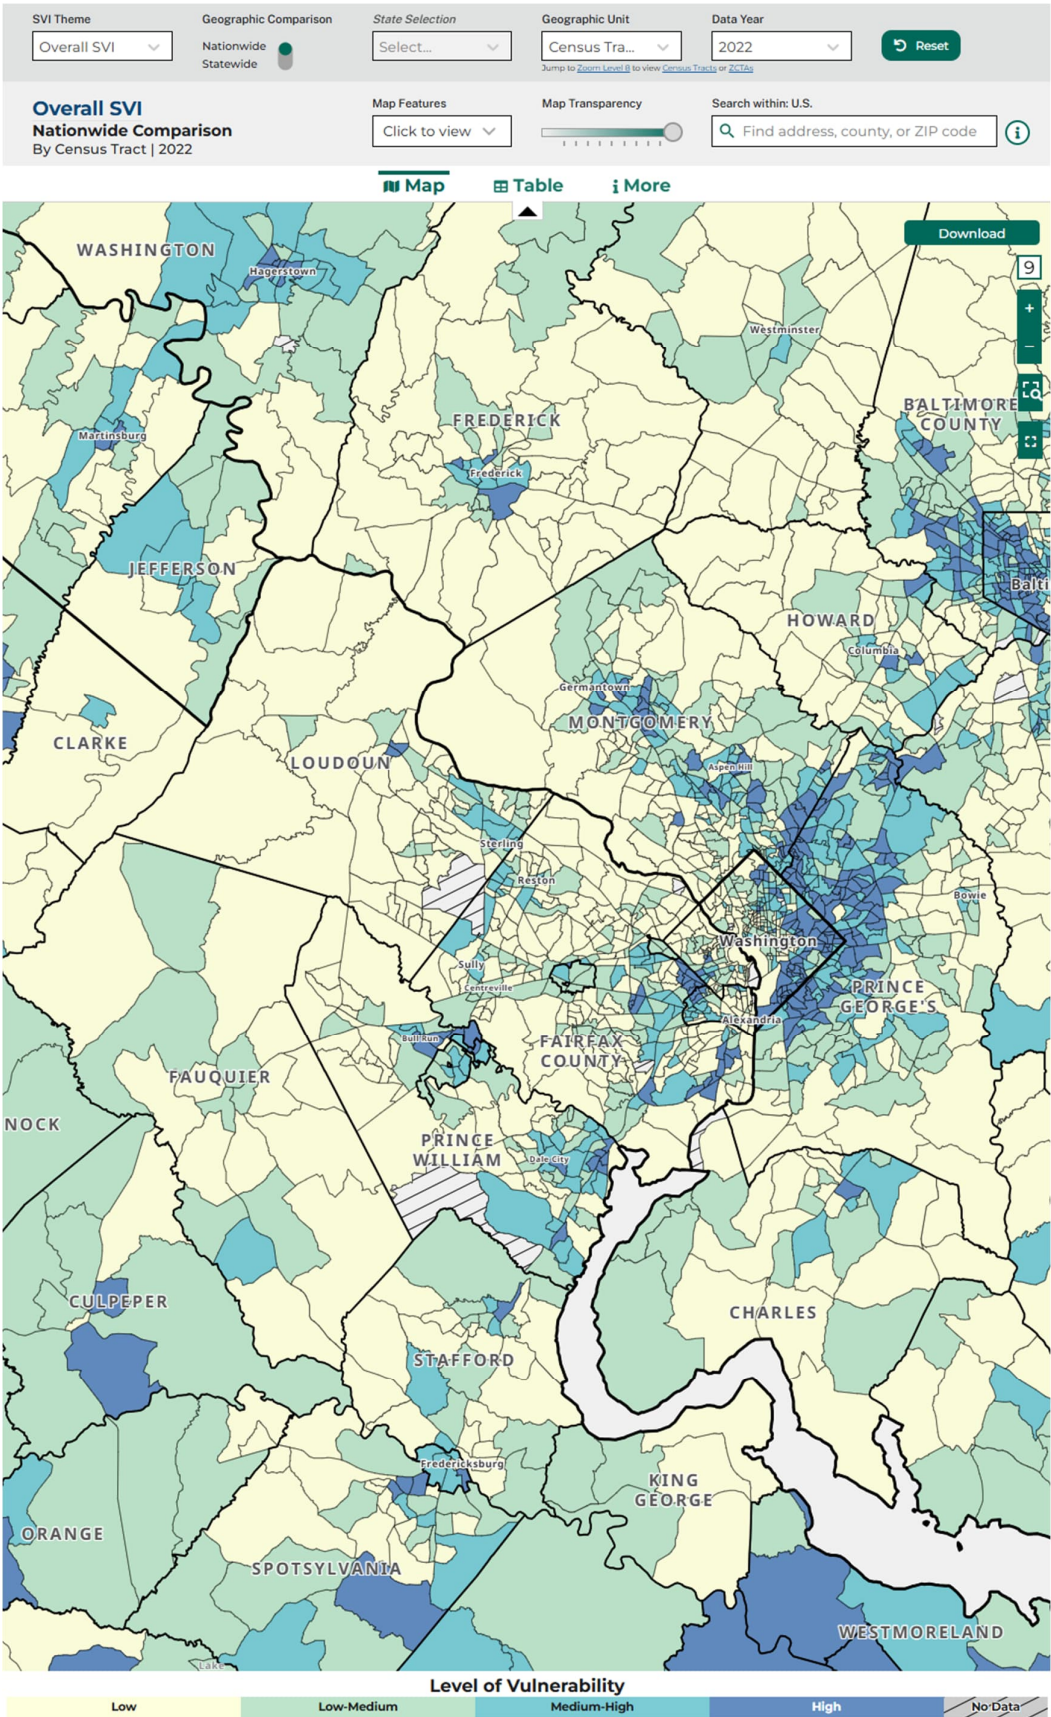 SVI Theme
Geographic Comparison
State Selection
Geographic Unit
Data Year
Overall SVI
Nationwide
Statewide
Select...
Census Tra...
2022
Reset
Jump to Zoom Level 8 to view Census Tracts or ZCTAs
Overall SVI
Nationwide Comparison
By Census Tract | 2022
Map Features
Map Transparency
Search within: U.S.
Click to view
Find address, county, or ZIP code
Map
Table
More
Download
9
+
−
WASHINGTON
Hagerstown
Westminster
Martinsburg
FREDERICK
BALTIMORE
COUNTY
Frederick
JEFFERSON
Balti
HOWARD
Columbia
Germantown
MONTGOMERY
CLARKE
LOUDOUN
Aspen Hill
Sterling
Reston
Bowie
Washington
Sully
Centreville
PRINCE
GEORGE'S
Alexandria
Bull Run
FAIRFAX
COUNTY
FAUQUIER
NOCK
PRINCE
WILLIAM
Dale City
CULPEPER
CHARLES
STAFFORD
Fredericksburg
KING
GEORGE
ORANGE
SPOTSYLVANIA
WESTMORELAND
Lake
Level of Vulnerability
Low
Low-Medium
Medium-High
High
No Data